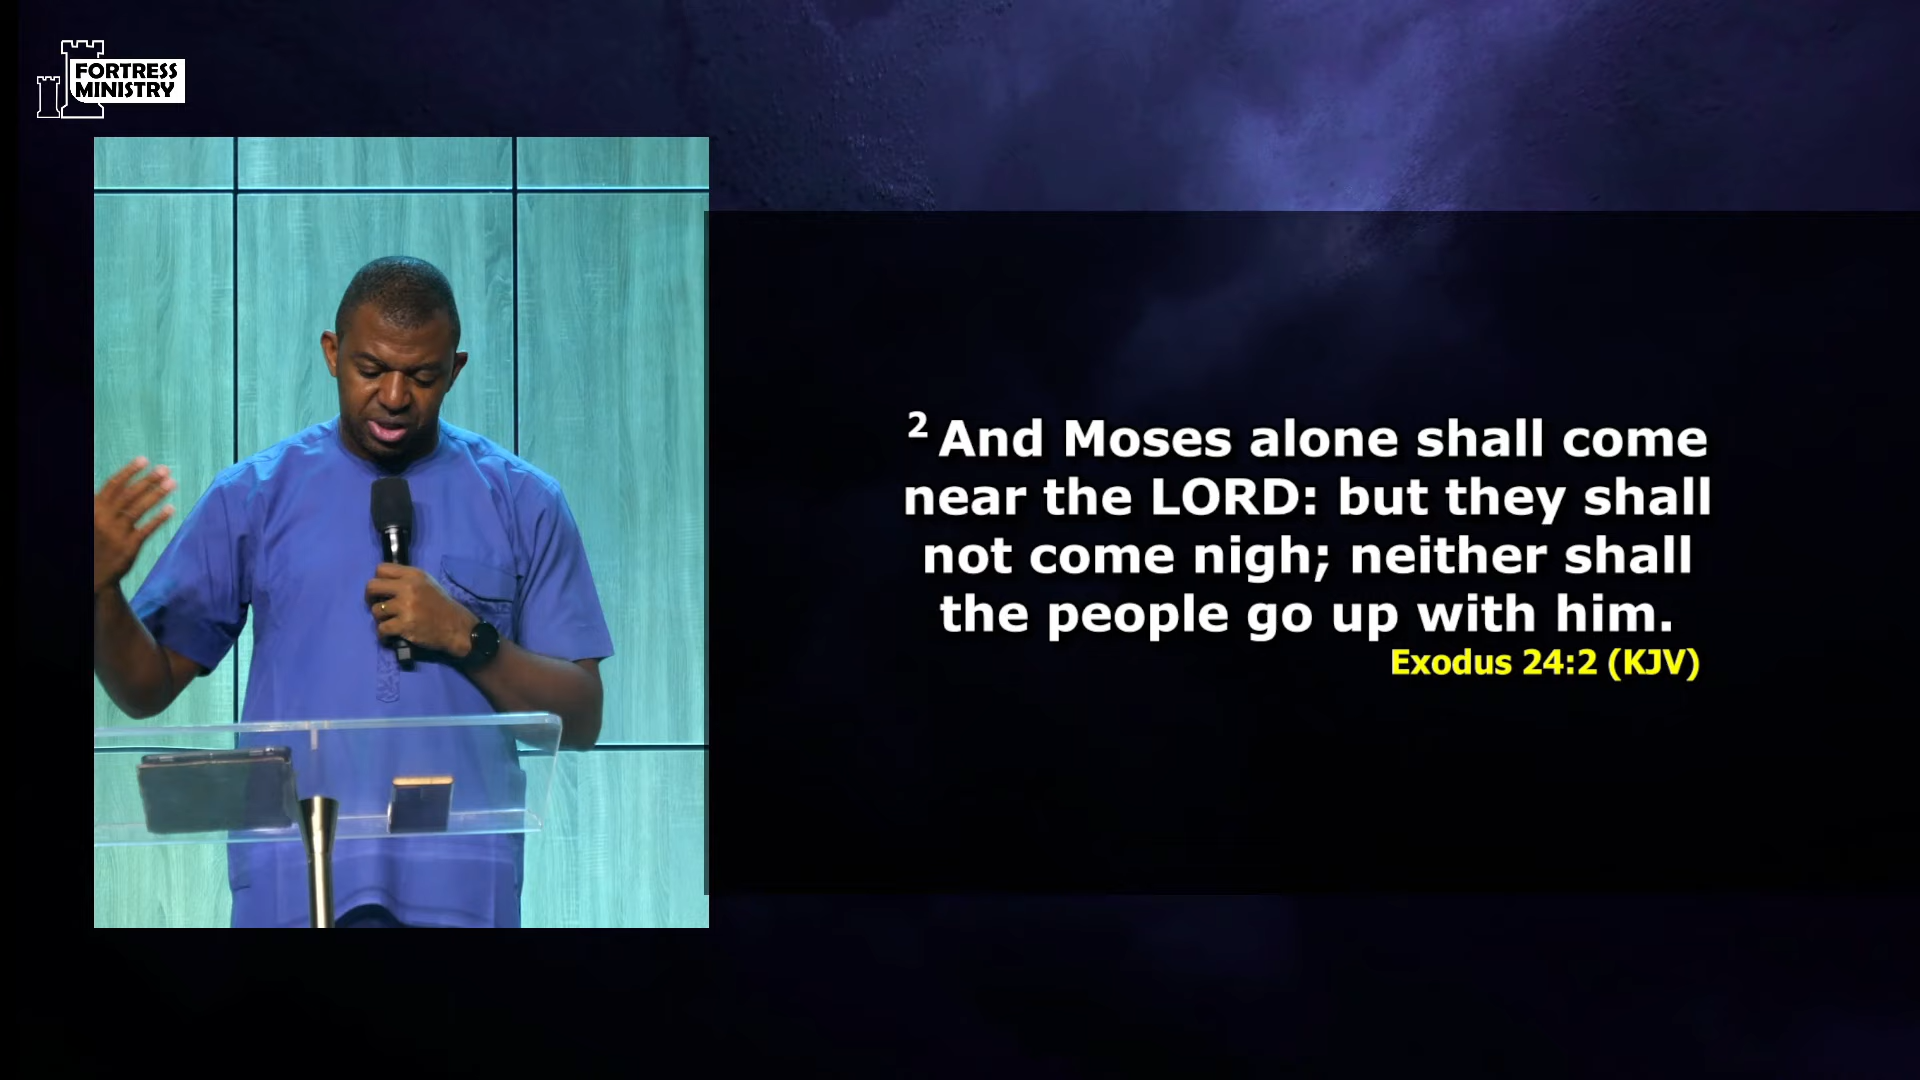 FORTRESS
MINISTRY
2 And Moses alone shall come
near the LORD: but they shall
not come nigh; neither shall
the people go up with him.
Exodus 24:2 (KJV)